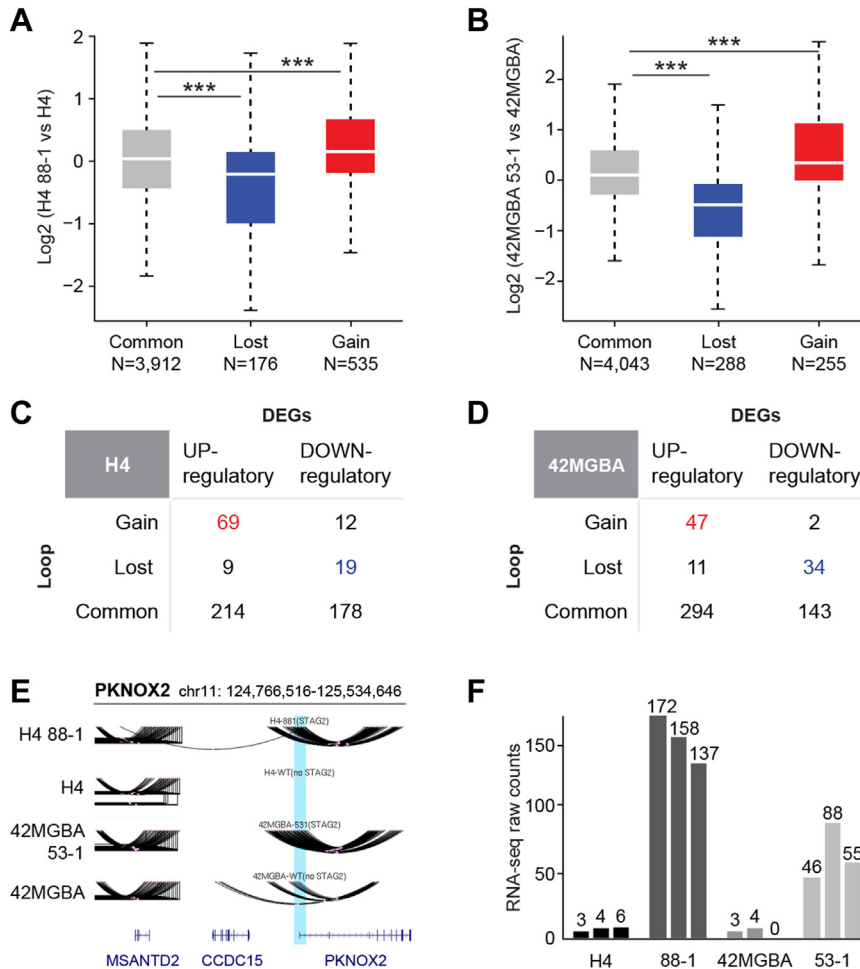 A
Log2 (H4 88-1 vs H4)
2
1
0
−1
−2
***
***
Common
N=3,912
Lost
N=176
Gain
N=535
B
Log2 (42MGBA 53-1 vs 42MGBA)
2
1
0
−1
−2
***
***
Common
N=4,043
Lost
N=288
Gain
N=255
C
DEGs
H4
UP-
regulatory
DOWN-
regulatory
Loop
Gain 69 12
Lost 9 19
Common 214 178
D
DEGs
42MGBA
UP-
regulatory
DOWN-
regulatory
Loop
Gain 47 2
Lost 11 34
Common 294 143
E
PKNOX2 chr11: 124,766,516-125,534,646
H4 88-1
H4-881(STAG2)
H4
H4-WT(no STAG2)
42MGBA
53-1
42MGBA-531(STAG2)
42MGBA
42MGBA-WT(no STAG2)
MSANTD2 CCDC15 PKNOX2
F
RNA-seq raw counts
150
100
50
0
3 4 6
172 158 137
3 4 0
46 88 55
H4 88-1 42MGBA 53-1